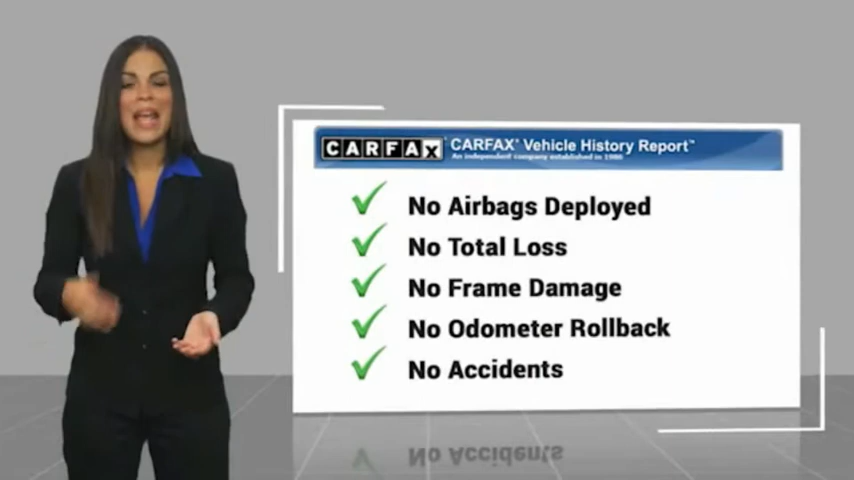 CARFAX CARFAX® Vehicle History Report™
An independent company established in 1986
No Airbags Deployed
No Total Loss
No Frame Damage
No Odometer Rollback
No Accidents
No Accidents